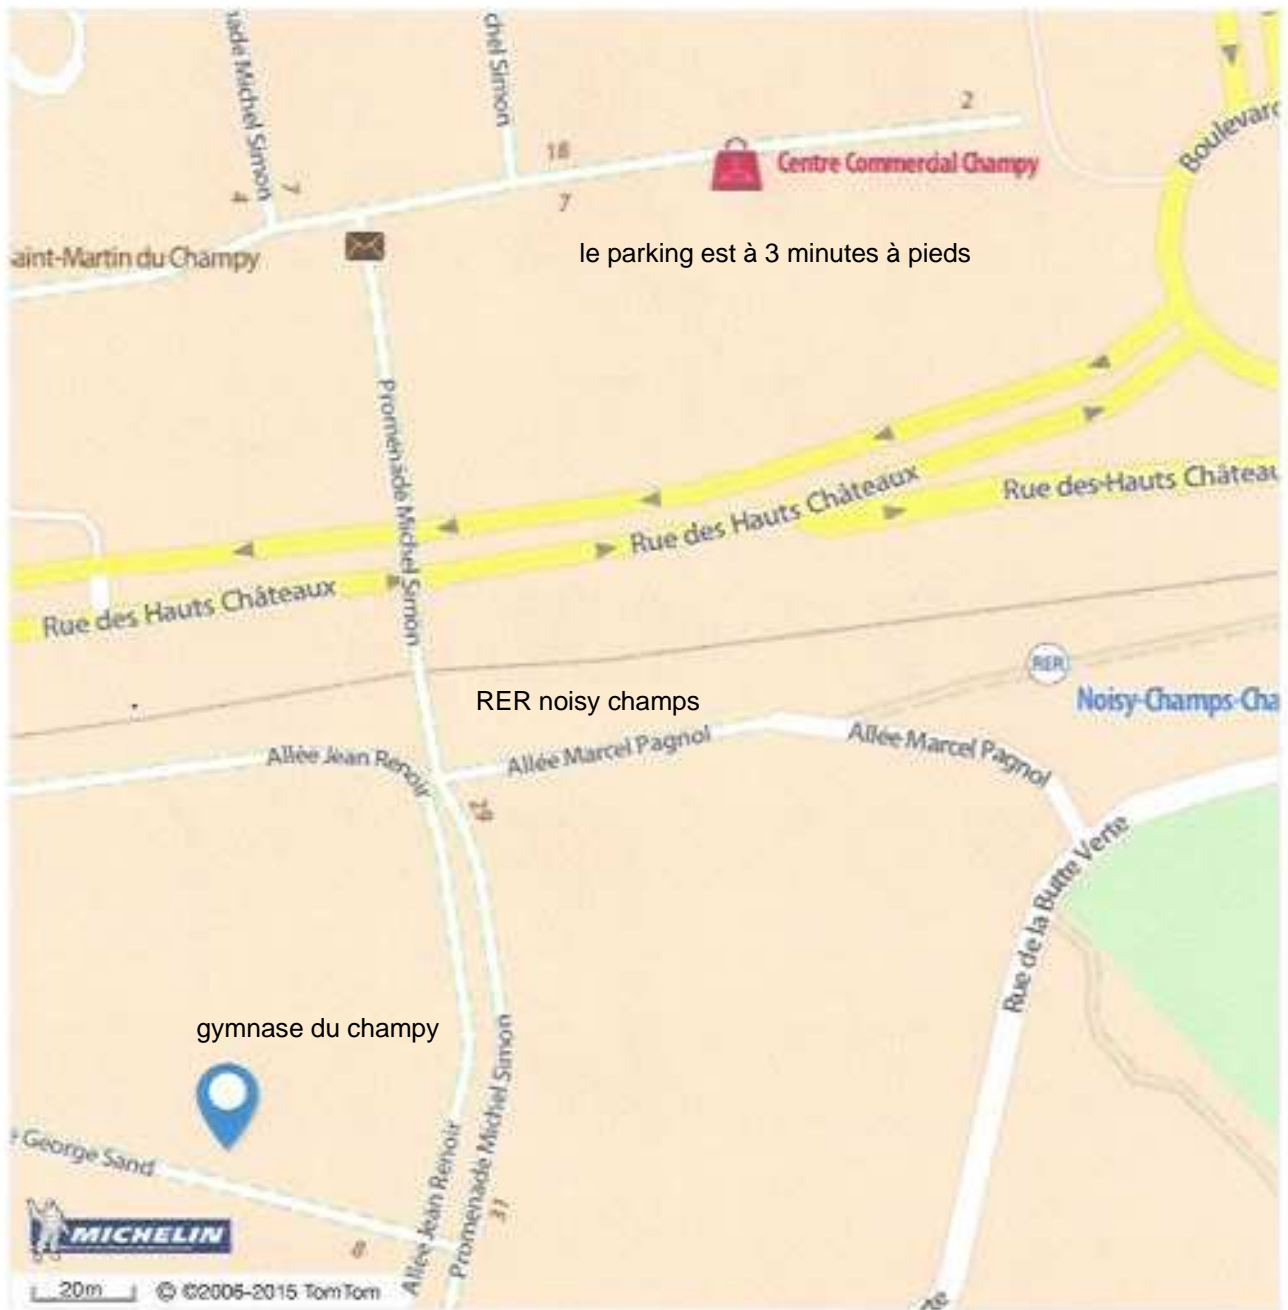 Michel Simon
chel Simon
2
Boulevard
18
Centre Commercial Champy
7
4
7
le parking est à 3 minutes à pieds
aint-Martin du Champy
Promenade Michel Simon
Rue des Hauts Châteaux
Rue des Hauts Château
Rue des Hauts Châteaux
RER
RER noisy champs
Noisy-Champs-Cha
Allée Jean Renoir
Allée Marcel Pagnol
Allée Marcel Pagnol
29
Rue de la Butte Verte
gymnase du champy
George Sand
Allée Jean Renoir
Promenade Michel Simon
31
8
MICHELIN
20m
© ©2006-2015 TomTom